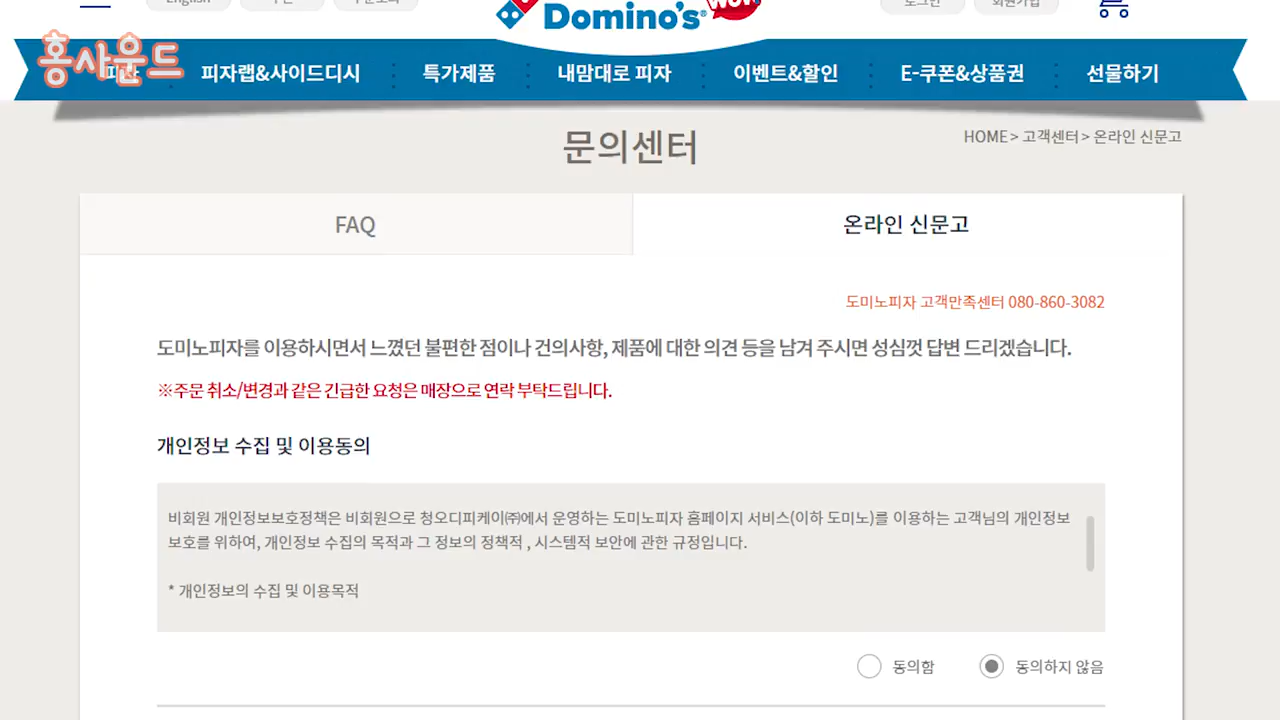 English
로그인
회원가입
Domino's
WOW!
홍사운드
피자
피자랩&사이드디시
특가제품
내맘대로 피자
이벤트&할인
E-쿠폰&상품권
선물하기
문의센터
HOME> 고객센터> 온라인 신문고
FAQ
온라인 신문고
도미노피자 고객만족센터 080-860-3082
도미노피자를 이용하시면서 느꼈던 불편한 점이나 건의사항, 제품에 대한 의견 등을 남겨 주시면 성심껏 답변 드리겠습니다.
※주문 취소/변경과 같은 긴급한 요청은 매장으로 연락 부탁드립니다.
개인정보 수집 및 이용동의
비회원 개인정보보호정책은 비회원으로 청오디피케이㈜에서 운영하는 도미노피자 홈페이지 서비스(이하 도미노)를 이용하는 고객님의 개인정보
보호를 위하여, 개인정보 수집의 목적과 그 정보의 정책적 , 시스템적 보안에 관한 규정입니다.
* 개인정보의 수집 및 이용목적
동의함
동의하지 않음